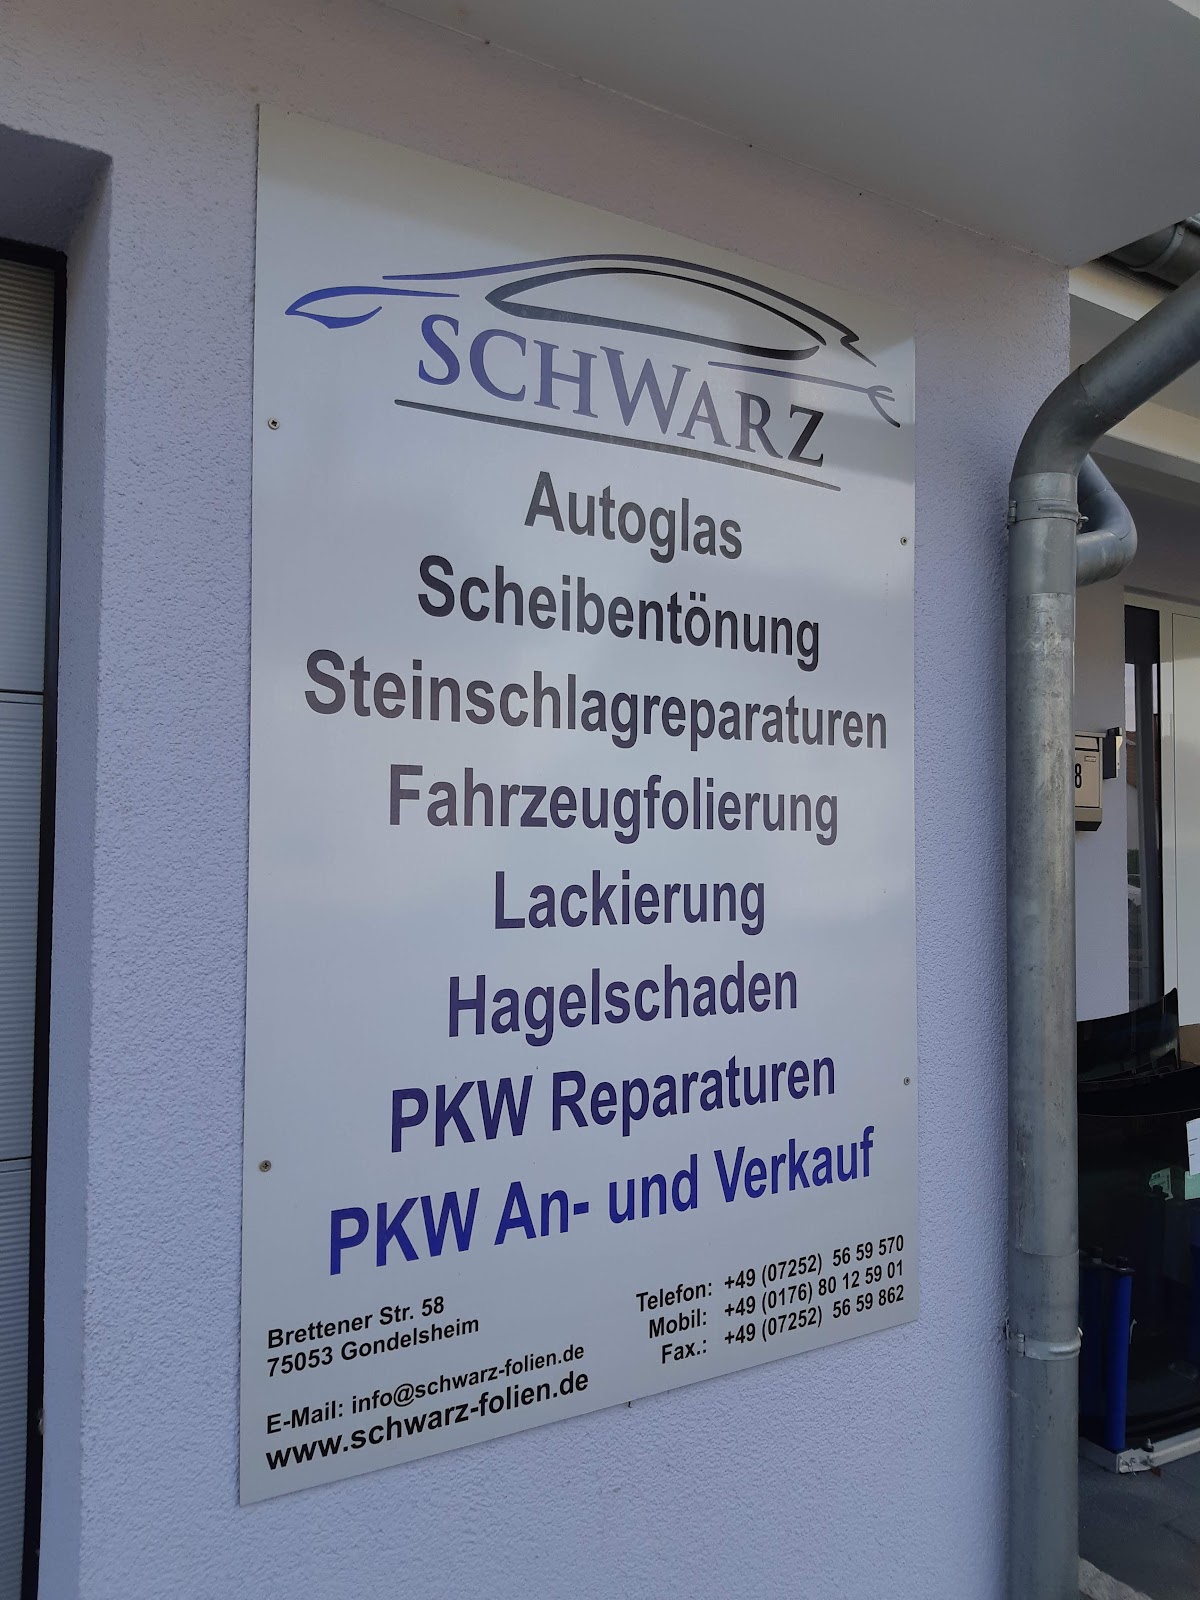 SCHWARZ
Autoglas
Scheibentönung
Steinschlagreparaturen
Fahrzeugfolierung
Lackierung
Hagelschaden
PKW Reparaturen
PKW An- und Verkauf
Brettener Str. 58
75053 Gondelsheim
E-Mail: info@schwarz-folien.de
www.schwarz-folien.de
Telefon: +49 (07252) 56 59 570
Mobil: +49 (0176) 80 12 59 01
Fax.: +49 (07252) 56 59 862
8